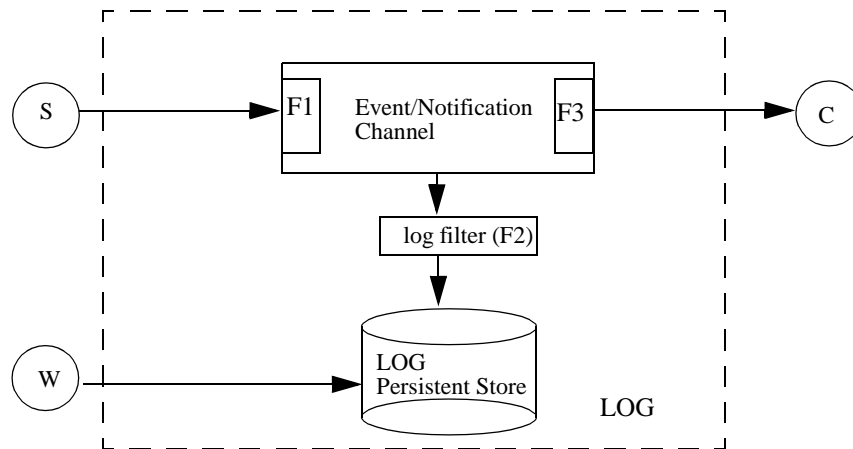 S
F1
Event/Notification
Channel
F3
C
log filter (F2)
W
LOG
Persistent Store
LOG